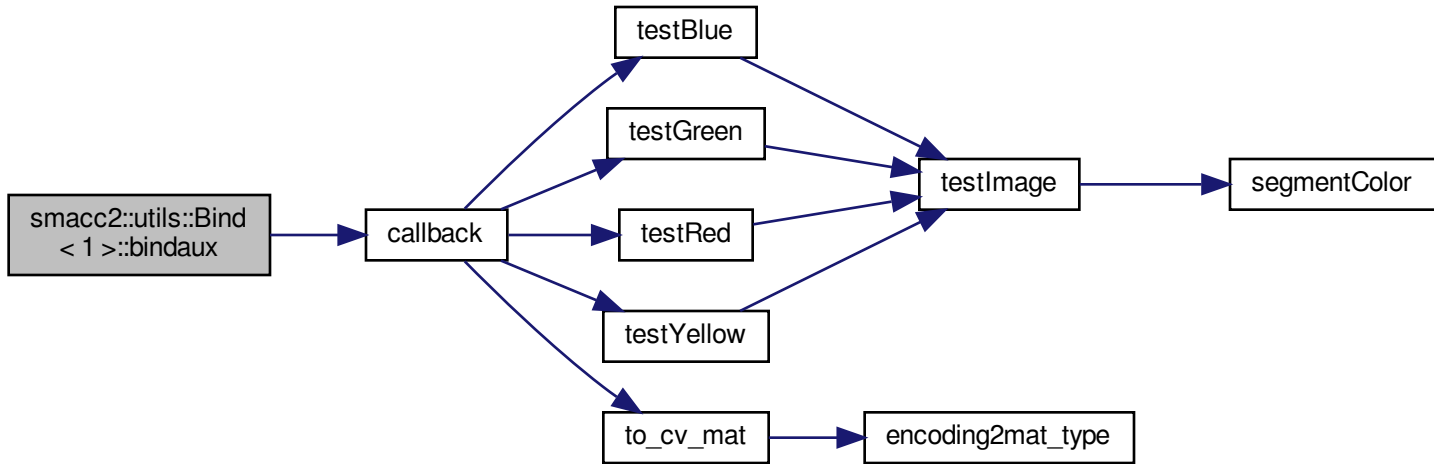 smacc2::utils::Bind
< 1 >::bindaux
callback
testBlue
testGreen
testRed
testYellow
to_cv_mat
testImage
segmentColor
encoding2mat_type